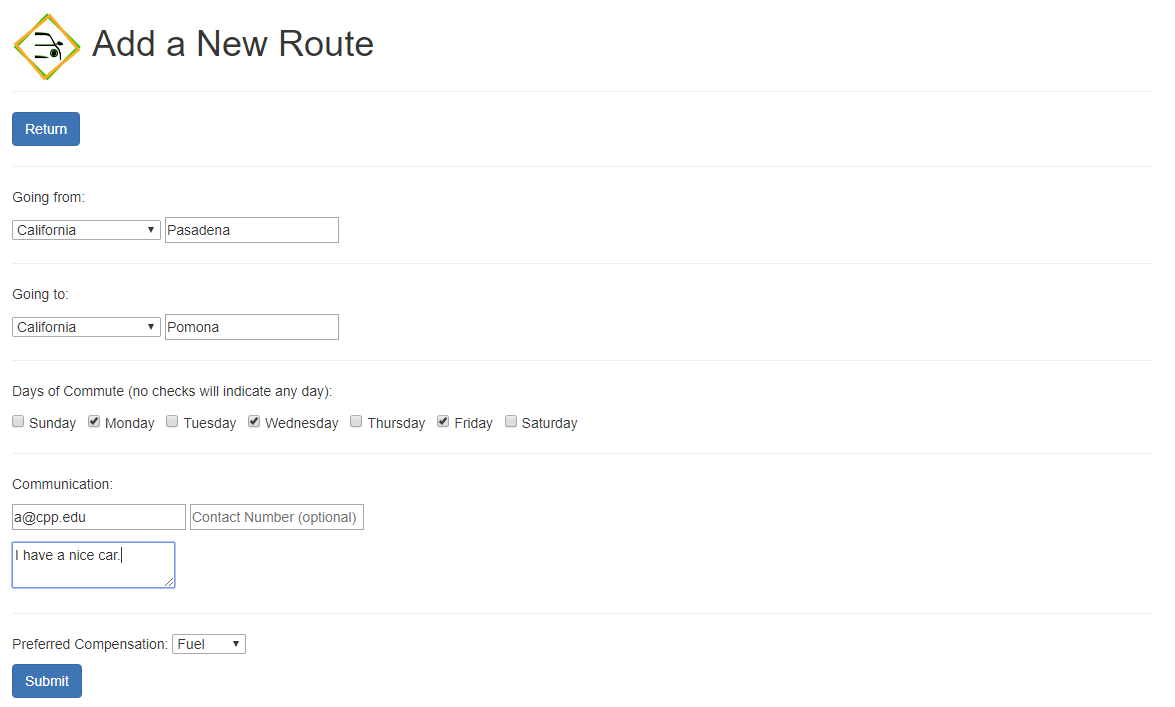 Add a New Route
Return
Going from:
California Pasadena
Going to:
California Pomona
Days of Commute (no checks will indicate any day):
Sunday Monday Tuesday Wednesday Thursday Friday Saturday
Communication:
a@cpp.edu Contact Number (optional)
I have a nice car.
Preferred Compensation: Fuel
Submit